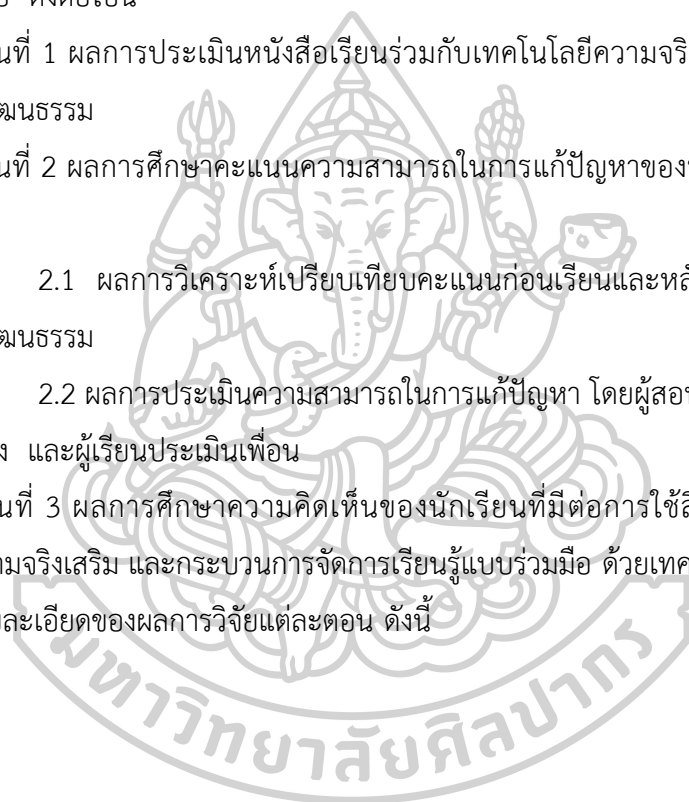 นที่ 1 ผลการประเมินหนังสือเรียนร่วมกับเทคโนโลยีความจริ
ฒนธรรม
นที่ 2 ผลการศึกษาคะแนนความสามารถในการแก้ปัญหาของ
2.1 ผลการวิเคราะห์เปรียบเทียบคะแนนก่อนเรียนและหลั
ฒนธรรม
2.2 ผลการประเมินความสามารถในการแก้ปัญหา โดยผู้สอน
ง และผู้เรียนประเมินเพื่อน
นที่ 3 ผลการศึกษาความคิดเห็นของนักเรียนที่มีต่อการใช้สื
ามจริงเสริม และกระบวนการจัดการเรียนรู้แบบร่วมมือ ด้วยเทค
ละเอียดของผลการวิจัยแต่ละตอน ดังนี้
มหาวิทยาลัยศิลปากร